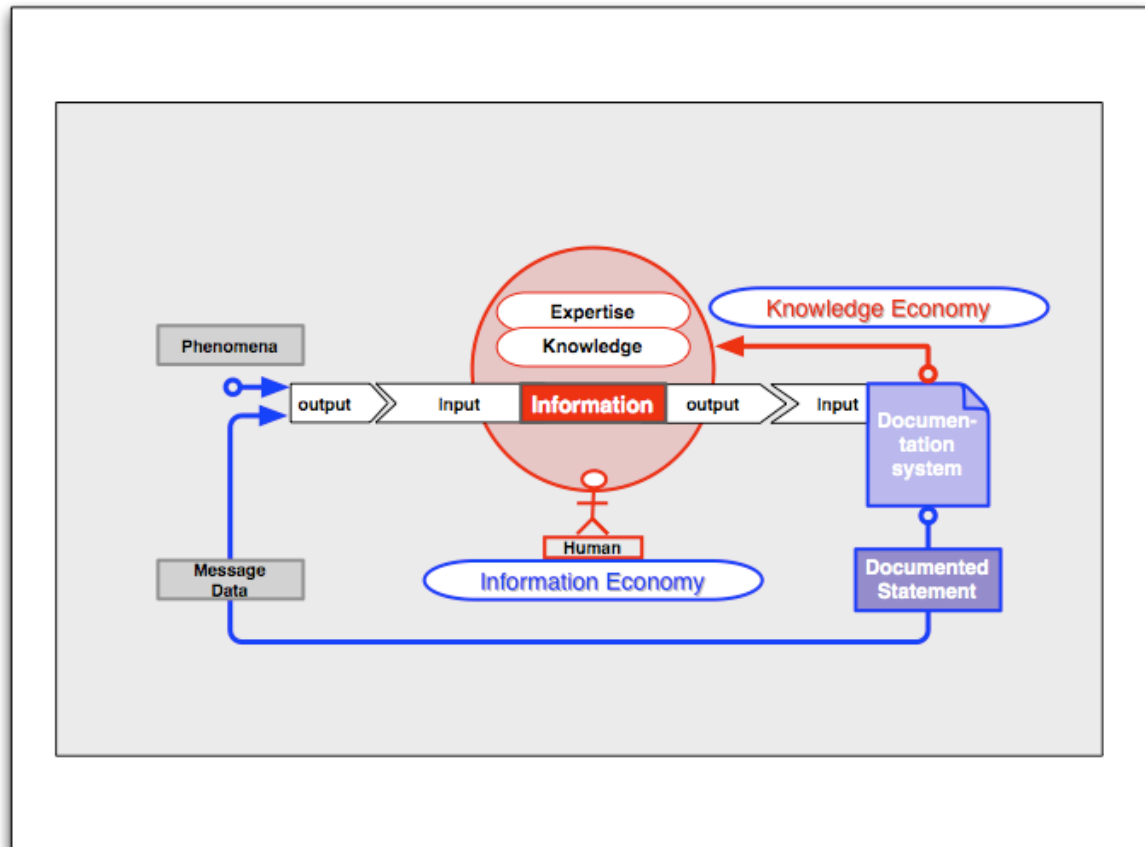 Expertise
Knowledge Economy
Phenomena
Knowledge
output
Input
Information
output
Input
Documen-
tation
system
Human
Message
Data
Information Economy
Documented
Statement